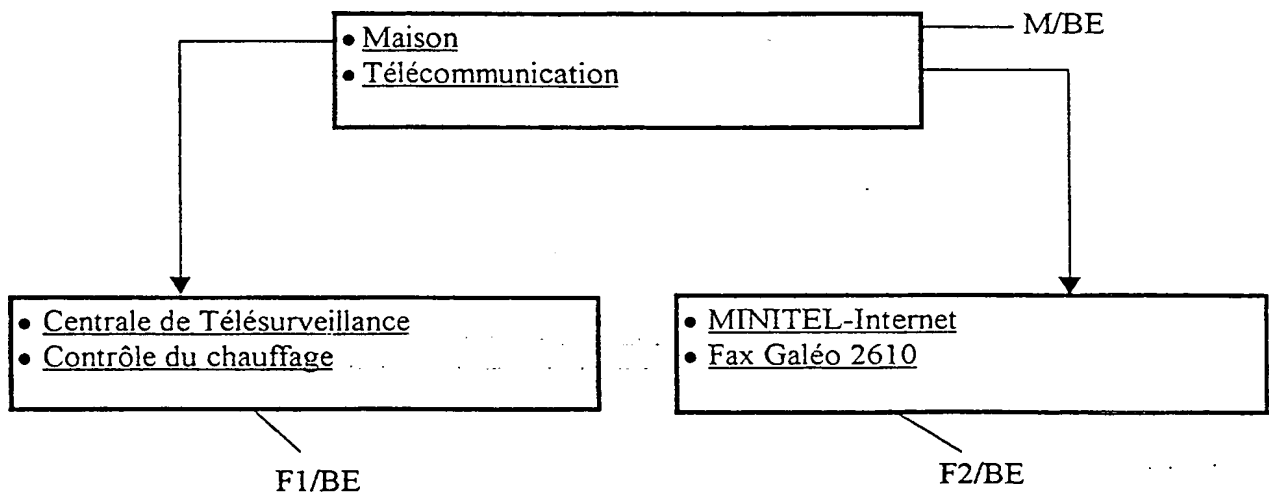 • Maison
• Télécommunication
M/BE
• Centrale de Télésurveillance
• Contrôle du chauffage
• MINITEL-Internet
• Fax Galéo 2610
F1/BE
F2/BE